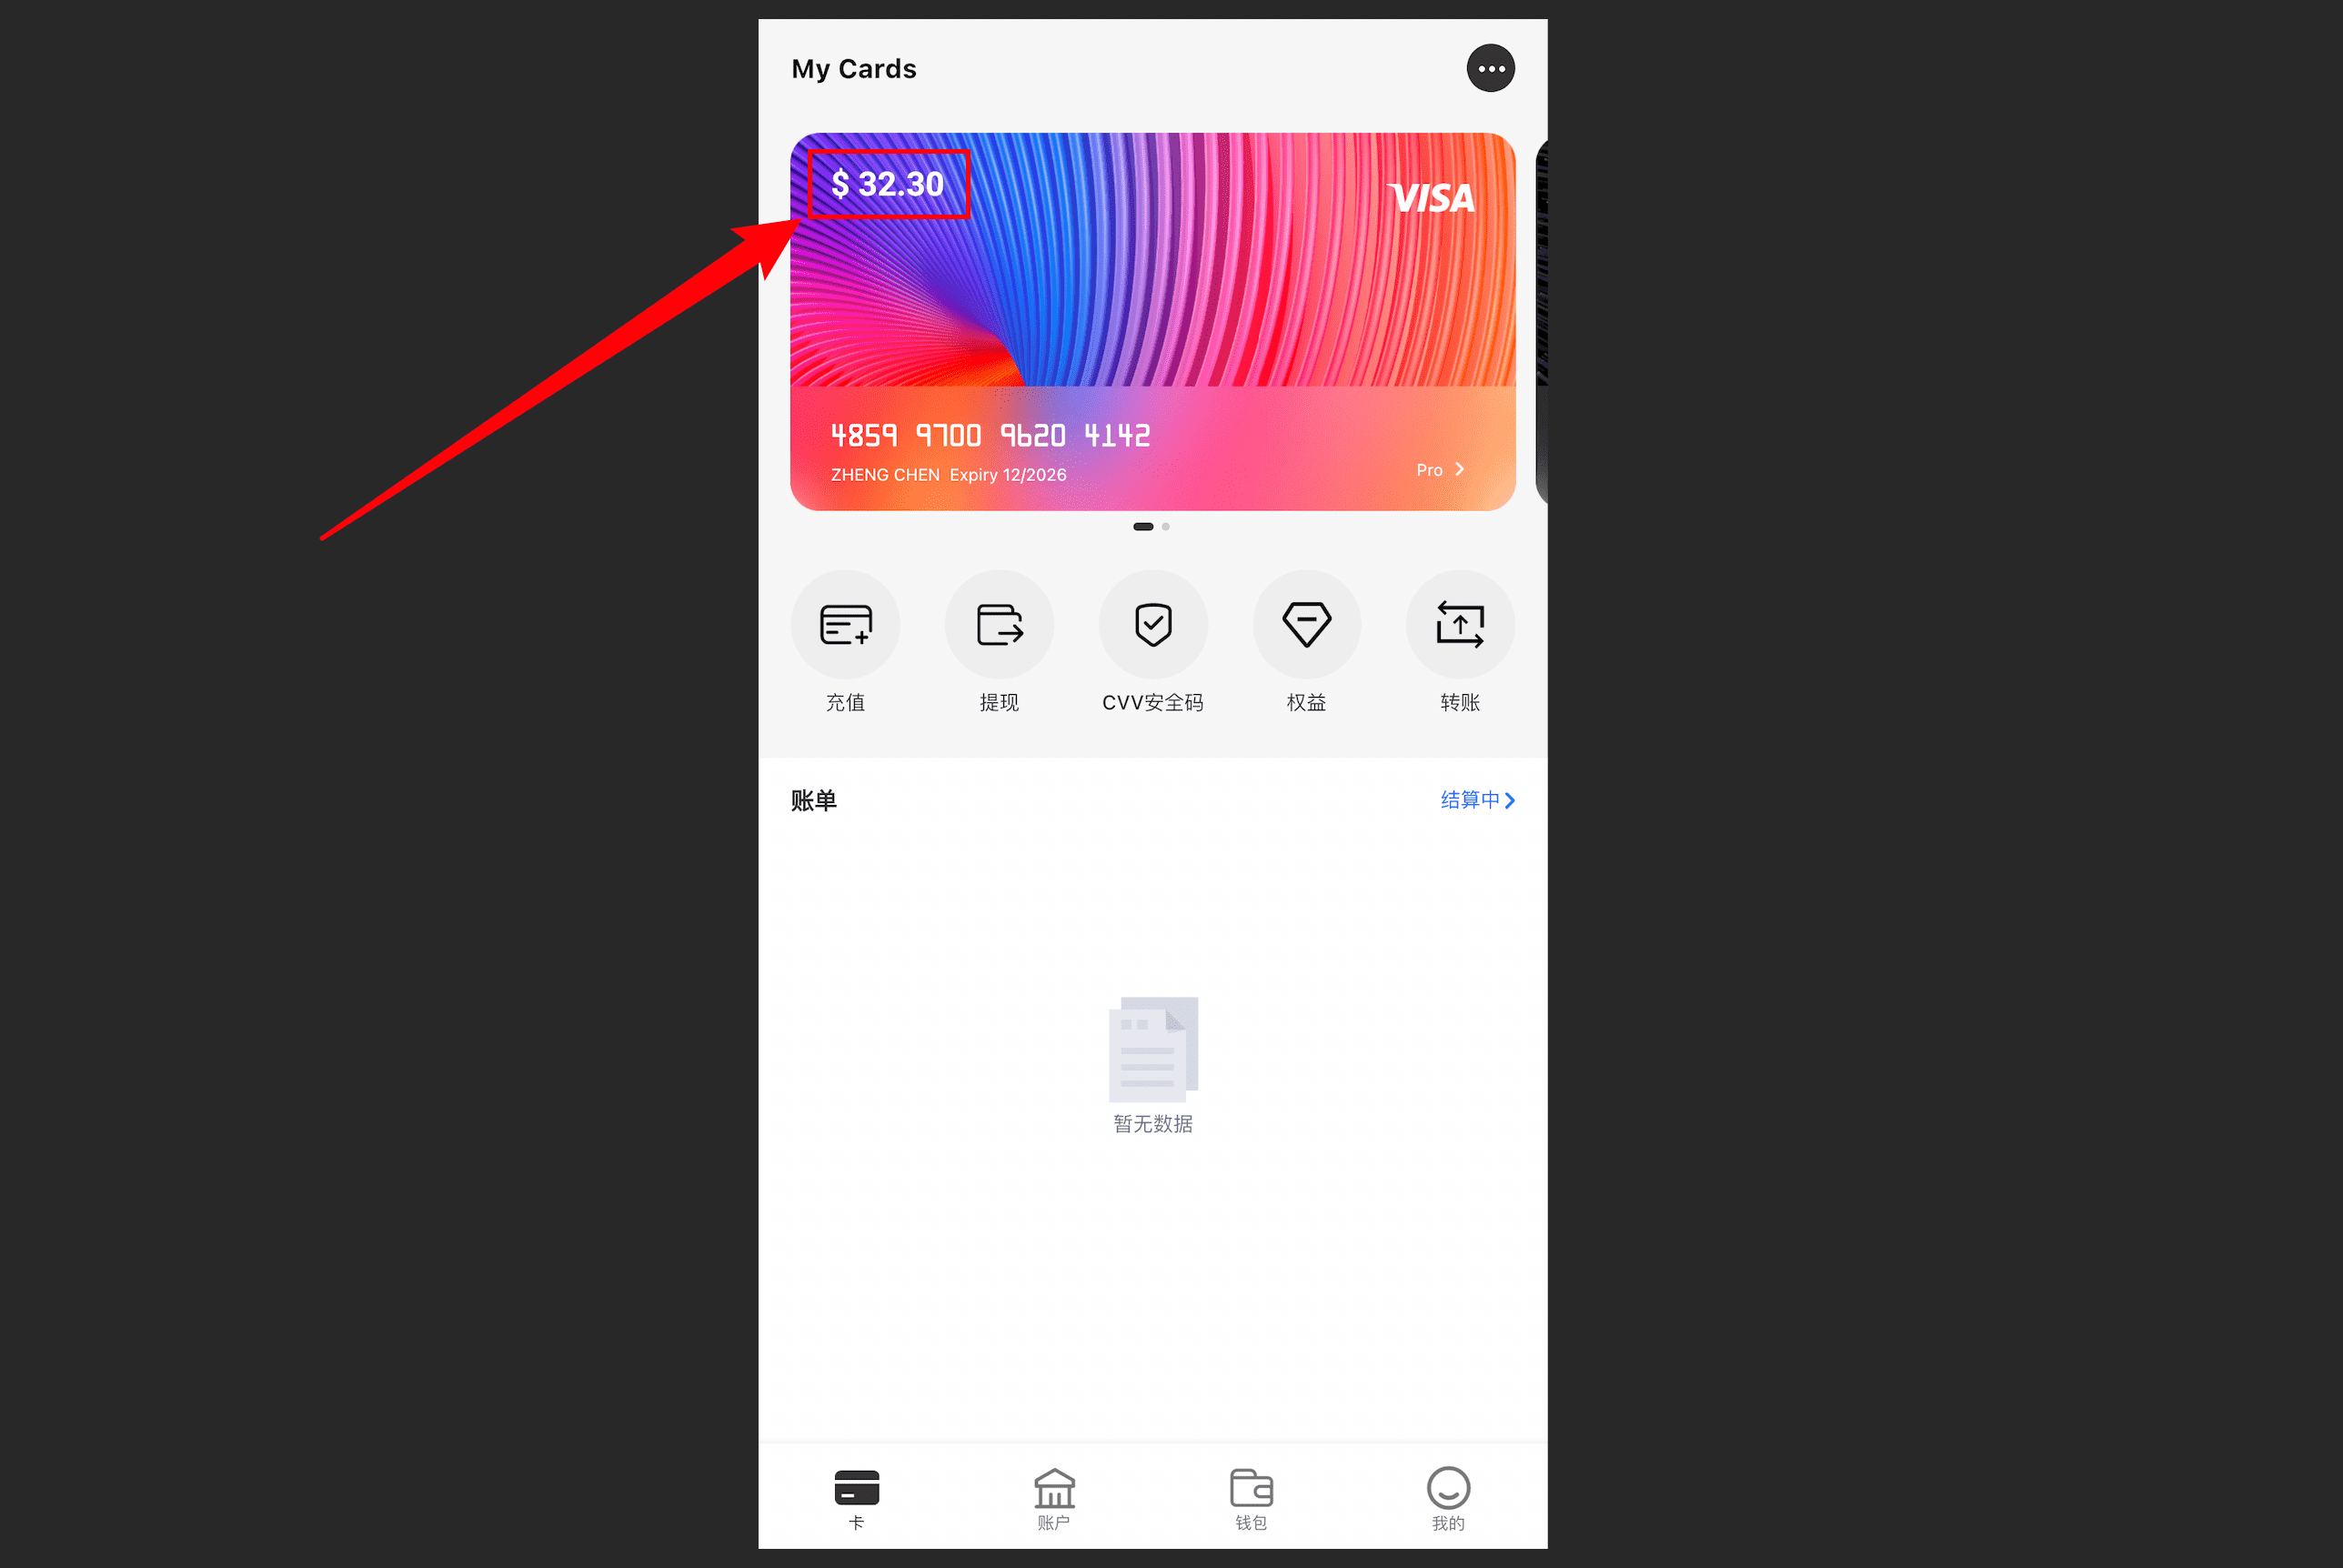 My Cards
$ 32.30
VISA
4859 9700 9620 4142
ZHENG CHEN Expiry 12/2026
Pro
充值
提现
CVV安全码
权益
转账
账单
结算中
暂无数据
卡
账户
钱包
我的